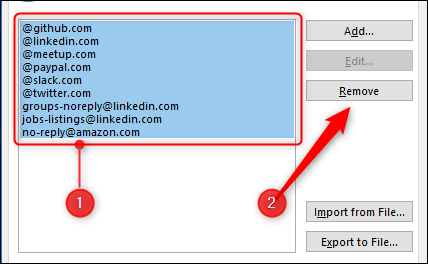 @github.com
@linkedin.com
@meetup.com
@paypal.com
@slack.com
@twitter.com
groups-noreply@linkedin.com
jobs-listings@linkedin.com
no-reply@amazon.com
1
Add...
Edit...
Remove
2
Import from File...
Export to File...